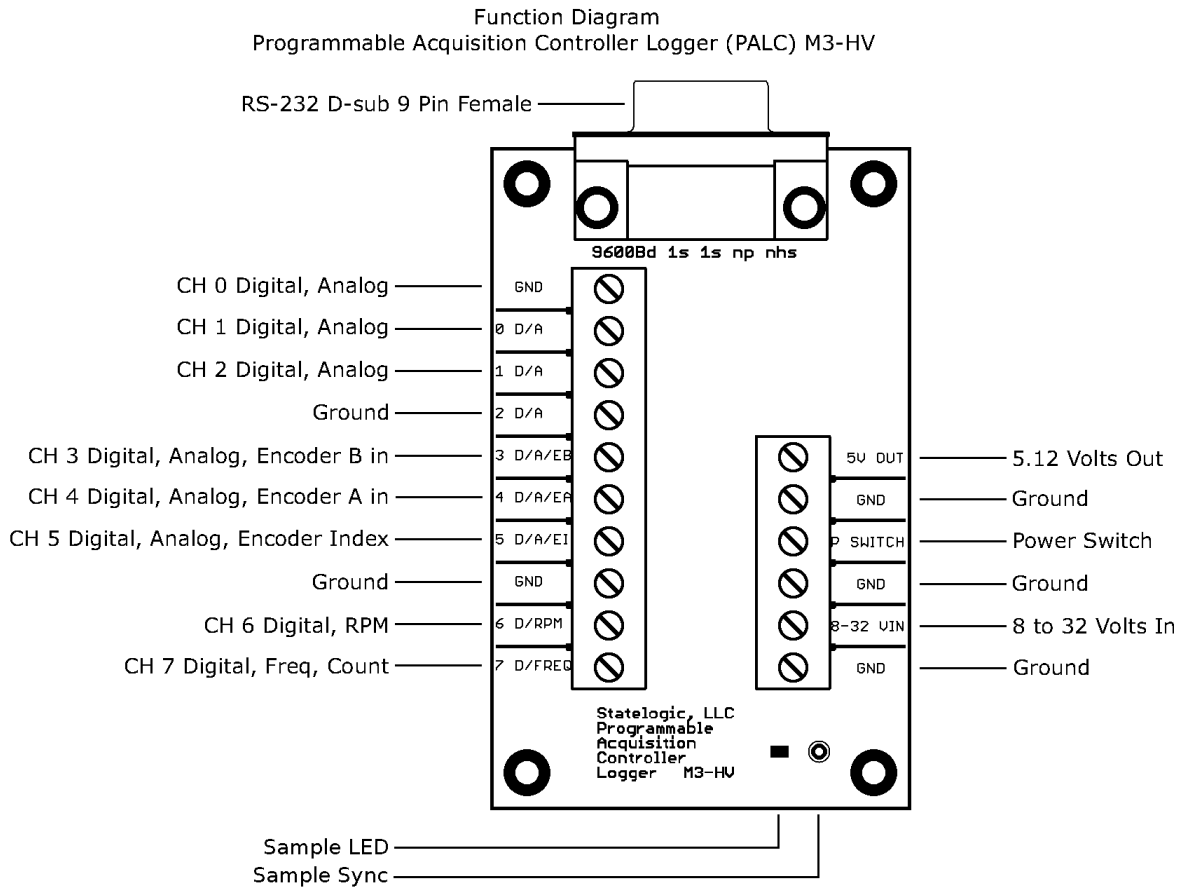 Function Diagram
Programmable Acquisition Controller Logger (PALC) M3-HV
RS-232 D-sub 9 Pin Female
9600Bd 1s 1s np nhs
CH 0 Digital, Analog
CH 1 Digital, Analog
CH 2 Digital, Analog
Ground
CH 3 Digital, Analog, Encoder B in
CH 4 Digital, Analog, Encoder A in
CH 5 Digital, Analog, Encoder Index
Ground
CH 6 Digital, RPM
CH 7 Digital, Freq, Count
GND
0 D/A
1 D/A
2 D/A
3 D/A/EB
4 D/A/EA
5 D/A/EI
GND
6 D/RPM
7 D/FREQ
5V OUT
GND
P SWITCH
GND
8-32 VIN
GND
5.12 Volts Out
Ground
Power Switch
Ground
8 to 32 Volts In
Ground
Statelogic, LLC
Programmable
Acquisition
Controller
Logger M3-HV
Sample LED
Sample Sync